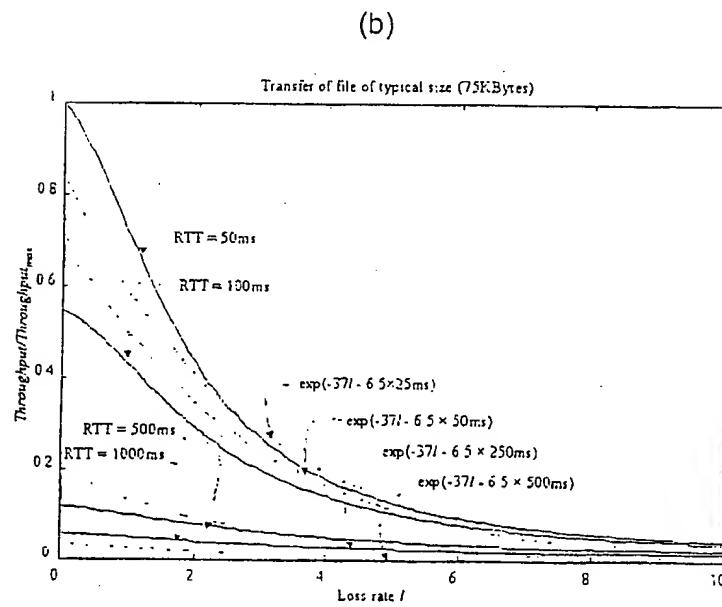 (b)
Transfer of file of typical size (75KBytes)
1
0 8
0 6
0 4
0 2
0
Throughput/Throughput
RTT = 50ms
RTT = 100ms
RTT = 500ms
RTT = 1000ms
exp(-37l - 6 5×25ms)
exp(-37l - 6 5 × 50ms)
exp(-37l - 6 5 × 250ms)
exp(-37l - 6 5 × 500ms)
0 2 4 6 8 10
Loss rate l